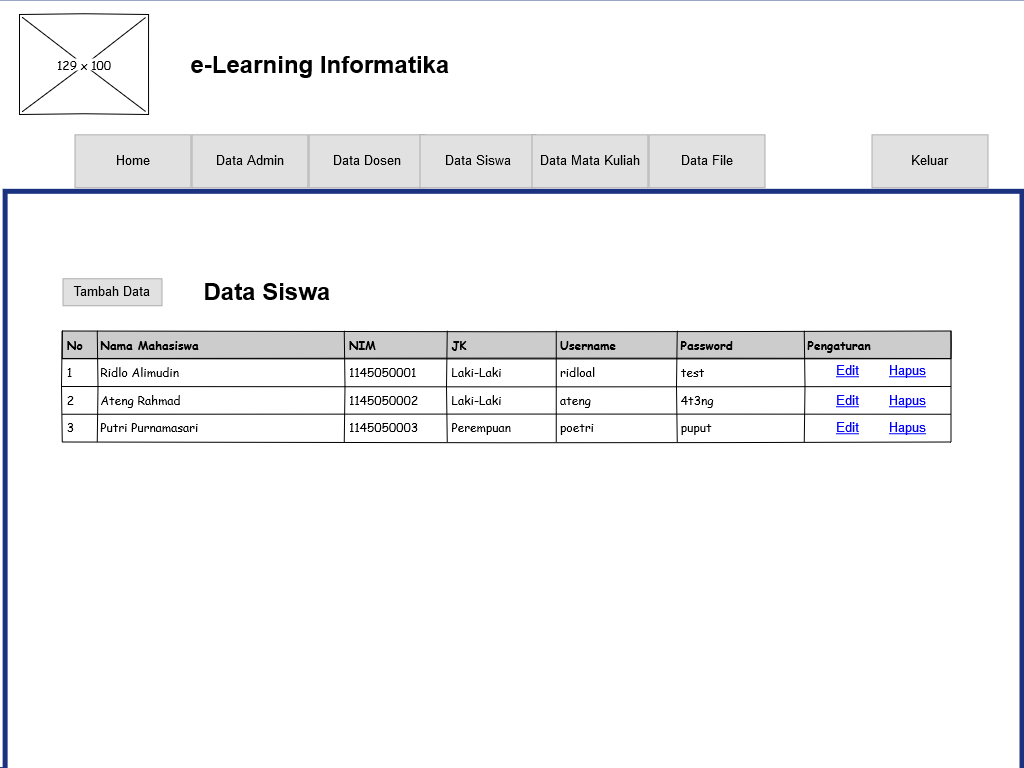 129 x 100
e-Learning Informatika
Home Data Admin Data Dosen Data Siswa Data Mata Kuliah Data File Keluar
Tambah Data Data Siswa
No Nama Mahasiswa NIM JK Username Password Pengaturan
1 Ridlo Alimudin 1145050001 Laki-Laki ridloal test Edit Hapus
2 Ateng Rahmad 1145050002 Laki-Laki ateng 4t3ng Edit Hapus
3 Putri Purnamasari 1145050003 Perempuan poetri puput Edit Hapus